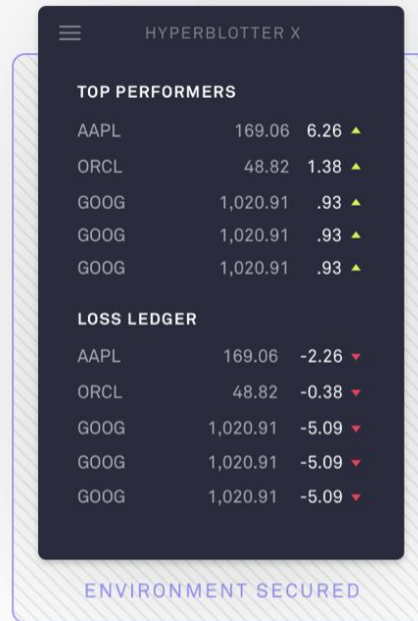 HYPERBLOTTER X
TOP PERFORMERS
AAPL 169.06 6.26
ORCL 48.82 1.38
GOOG 1,020.91 .93
GOOG 1,020.91 .93
GOOG 1,020.91 .93
LOSS LEDGER
AAPL 169.06 -2.26
ORCL 48.82 -0.38
GOOG 1,020.91 -5.09
GOOG 1,020.91 -5.09
GOOG 1,020.91 -5.09
ENVIRONMENT SECURED